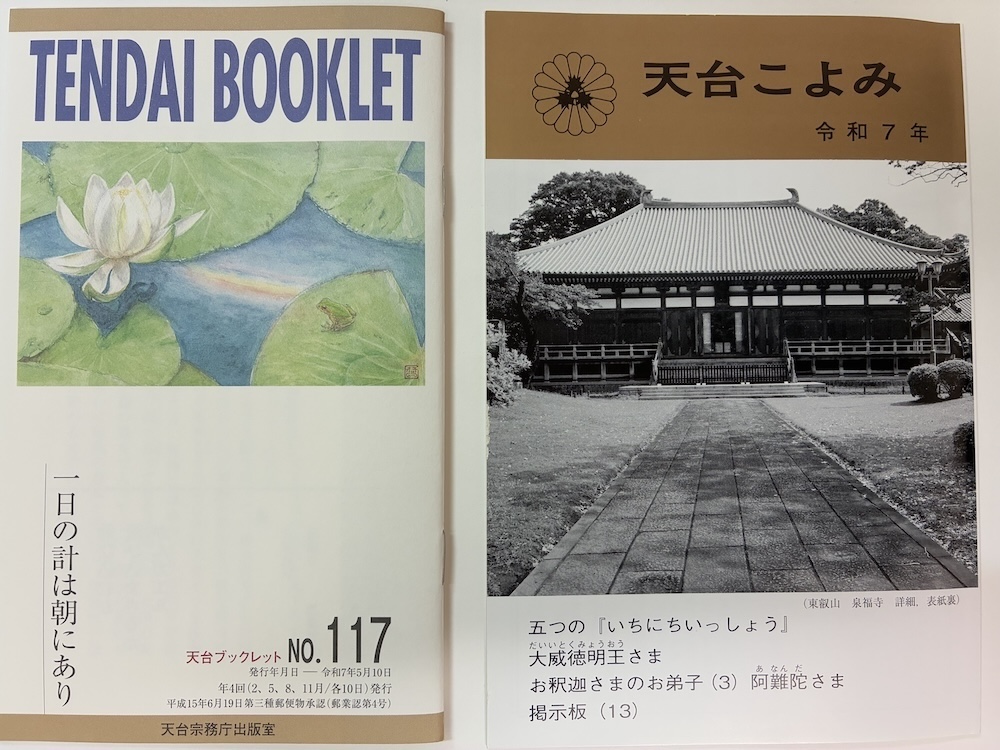 TENDAI BOOKLET
一日の計は朝にあり
天台ブックレット NO.117
発行年月日 ― 令和7年5月10日
年4回(2、5、8、11月/各10日)発行
平成15年6月19日第三種郵便物承認(郵業認第4号)
天台宗務庁出版室
天台こよみ
令和7年
(東叡山 泉福寺 詳細、表紙裏)
五つの『いちにちいっしょう』
だいいとくみょうおう
大威徳明王さま
あなんだ
お釈迦さまのお弟子(3) 阿難陀さま
掲示板(13)